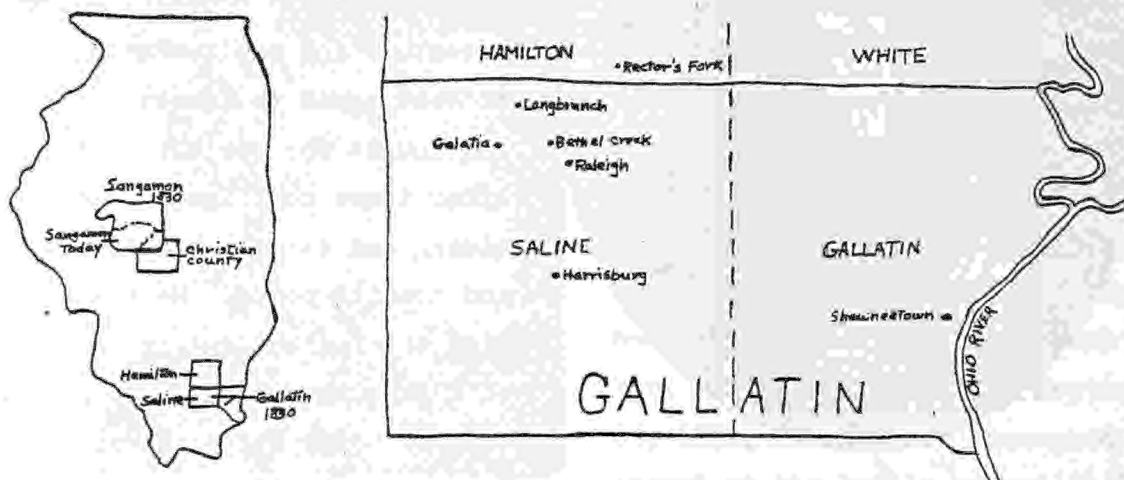 Sangamon
1830
Sangamon
Today
Christian
county
Hamilton
Saline
Gallatin
1830
HAMILTON
WHITE
Rector's Fork
Langbranch
Galatia
Bethel Creek
Raleigh
SALINE
GALLATIN
Harrisburg
ShawneeTown
OHIO RIVER
GALLATIN